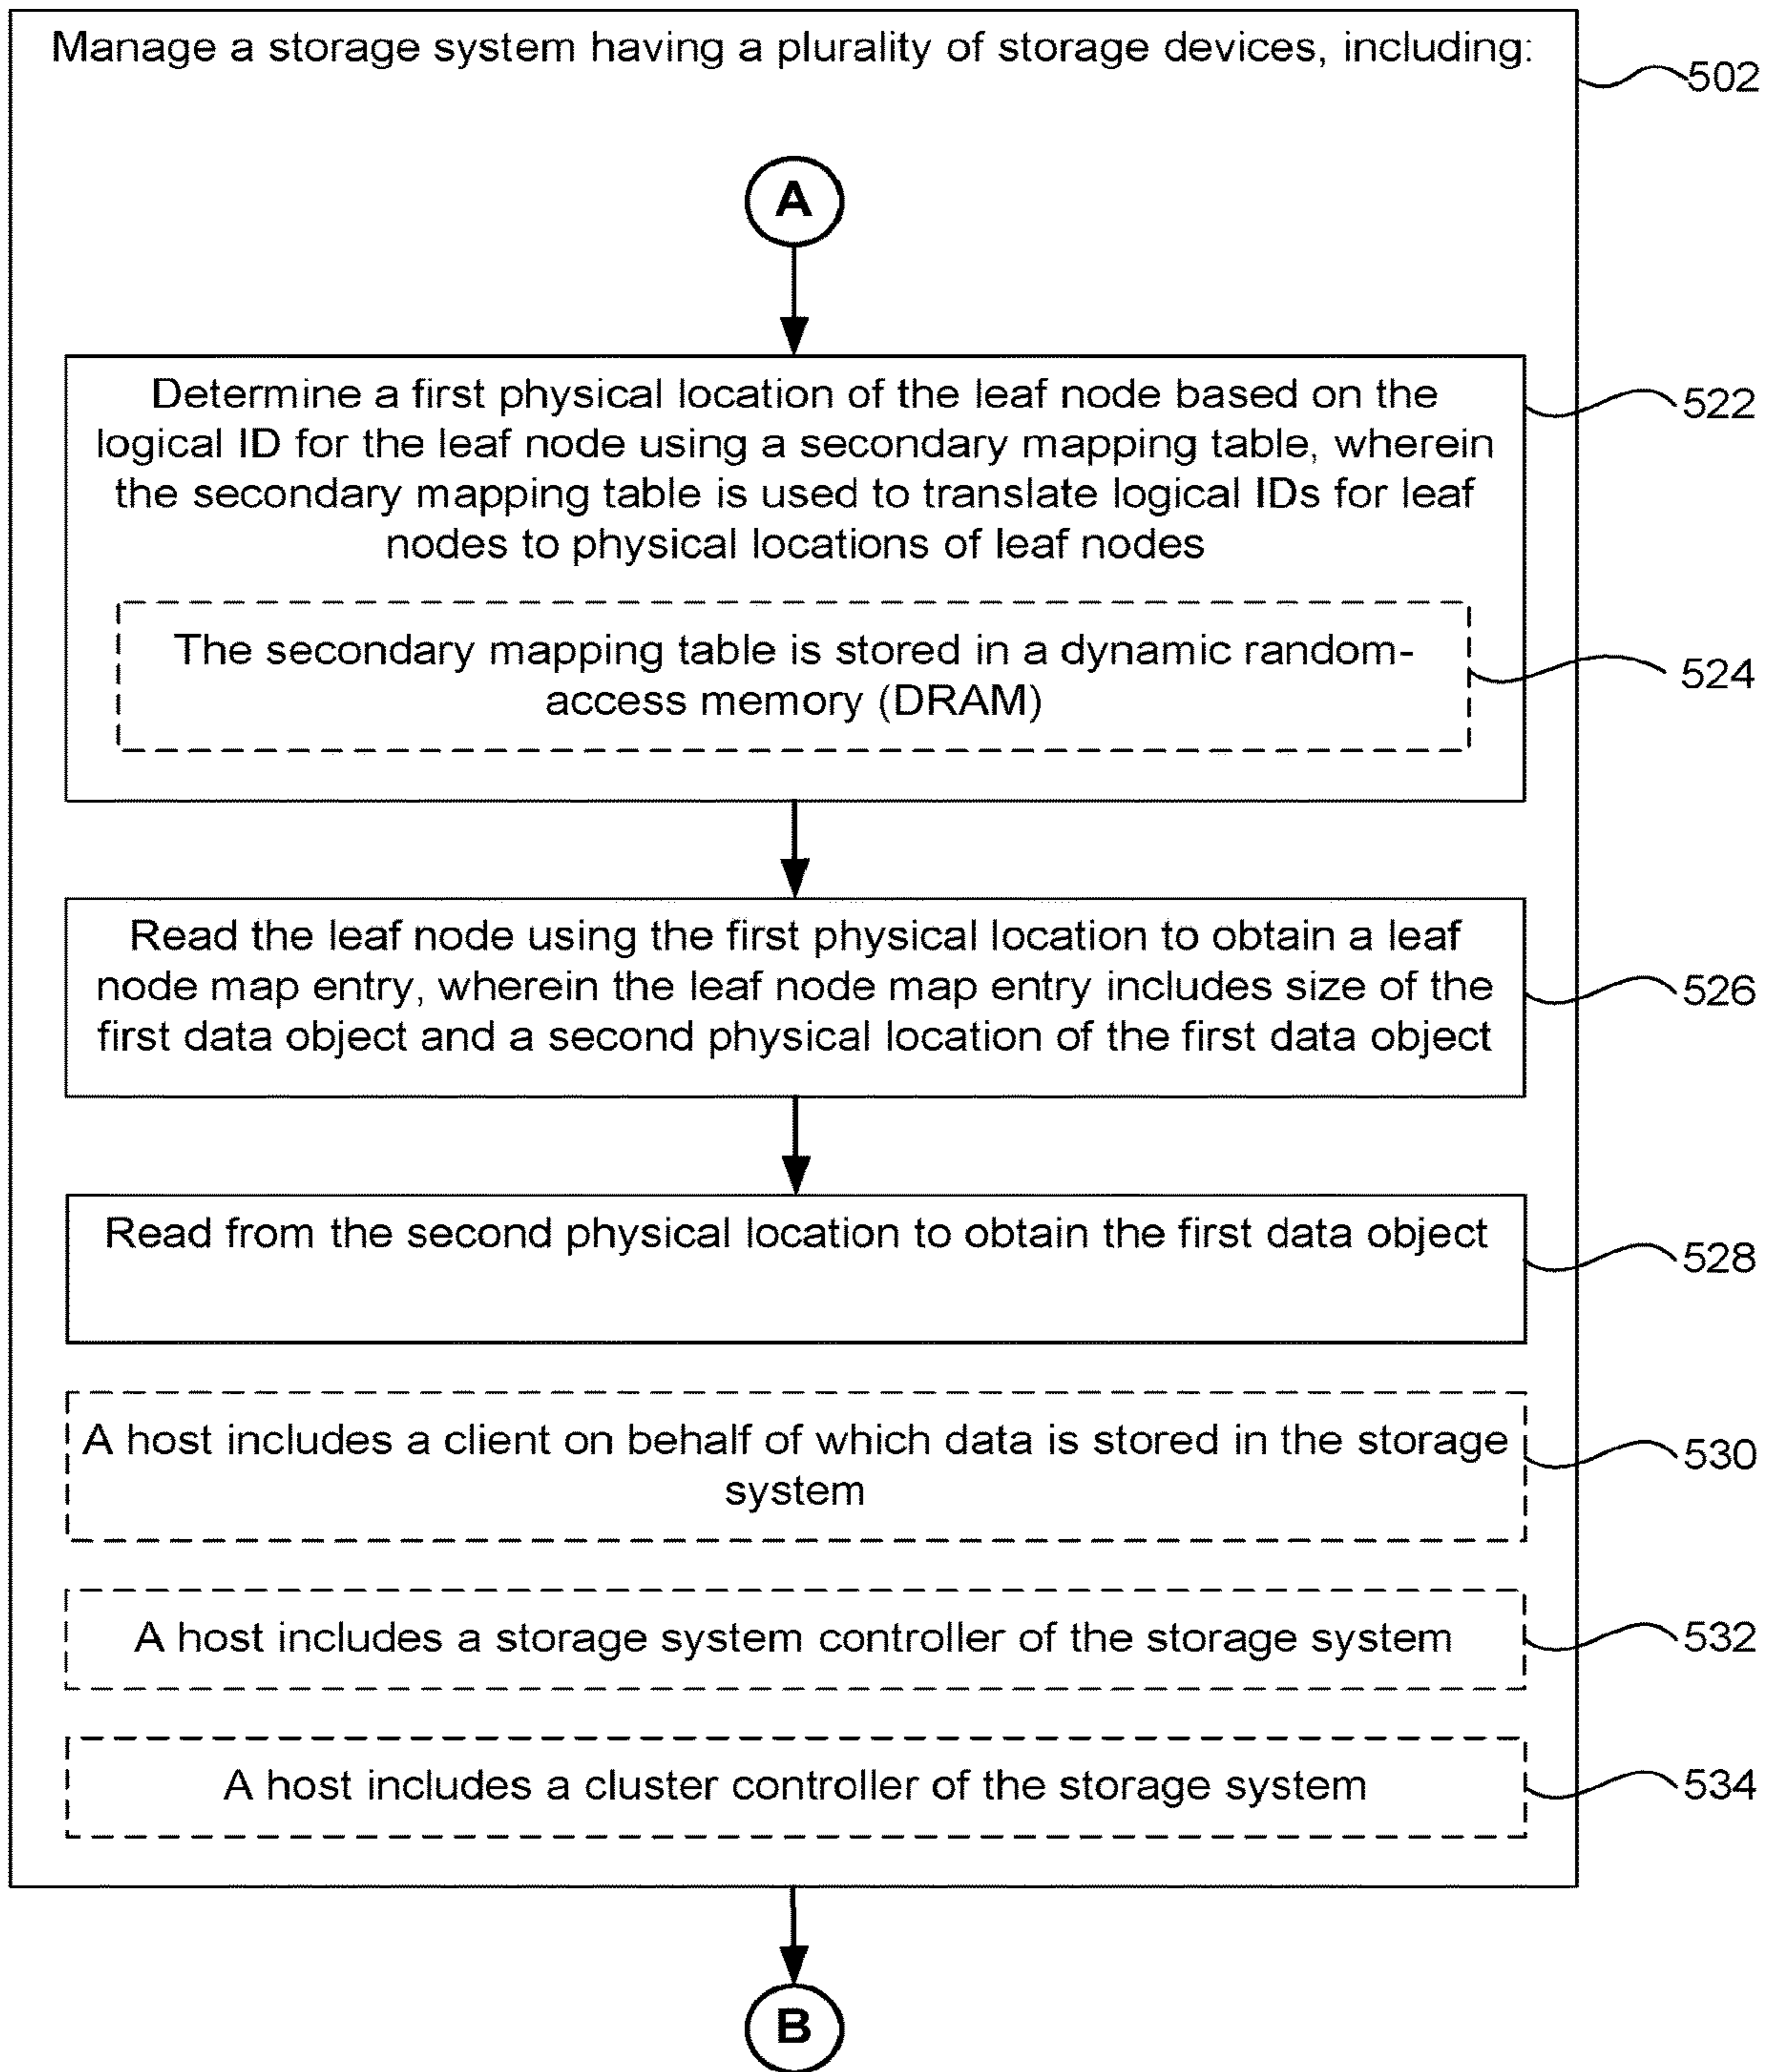 Manage a storage system having a plurality of storage devices, including:
502
A
Determine a first physical location of the leaf node based on the
logical ID for the leaf node using a secondary mapping table, wherein
the secondary mapping table is used to translate logical IDs for leaf
nodes to physical locations of leaf nodes
522
The secondary mapping table is stored in a dynamic random-
access memory (DRAM)
524
Read the leaf node using the first physical location to obtain a leaf
node map entry, wherein the leaf node map entry includes size of the
first data object and a second physical location of the first data object
526
Read from the second physical location to obtain the first data object
528
A host includes a client on behalf of which data is stored in the storage
system
530
A host includes a storage system controller of the storage system
532
A host includes a cluster controller of the storage system
534
B